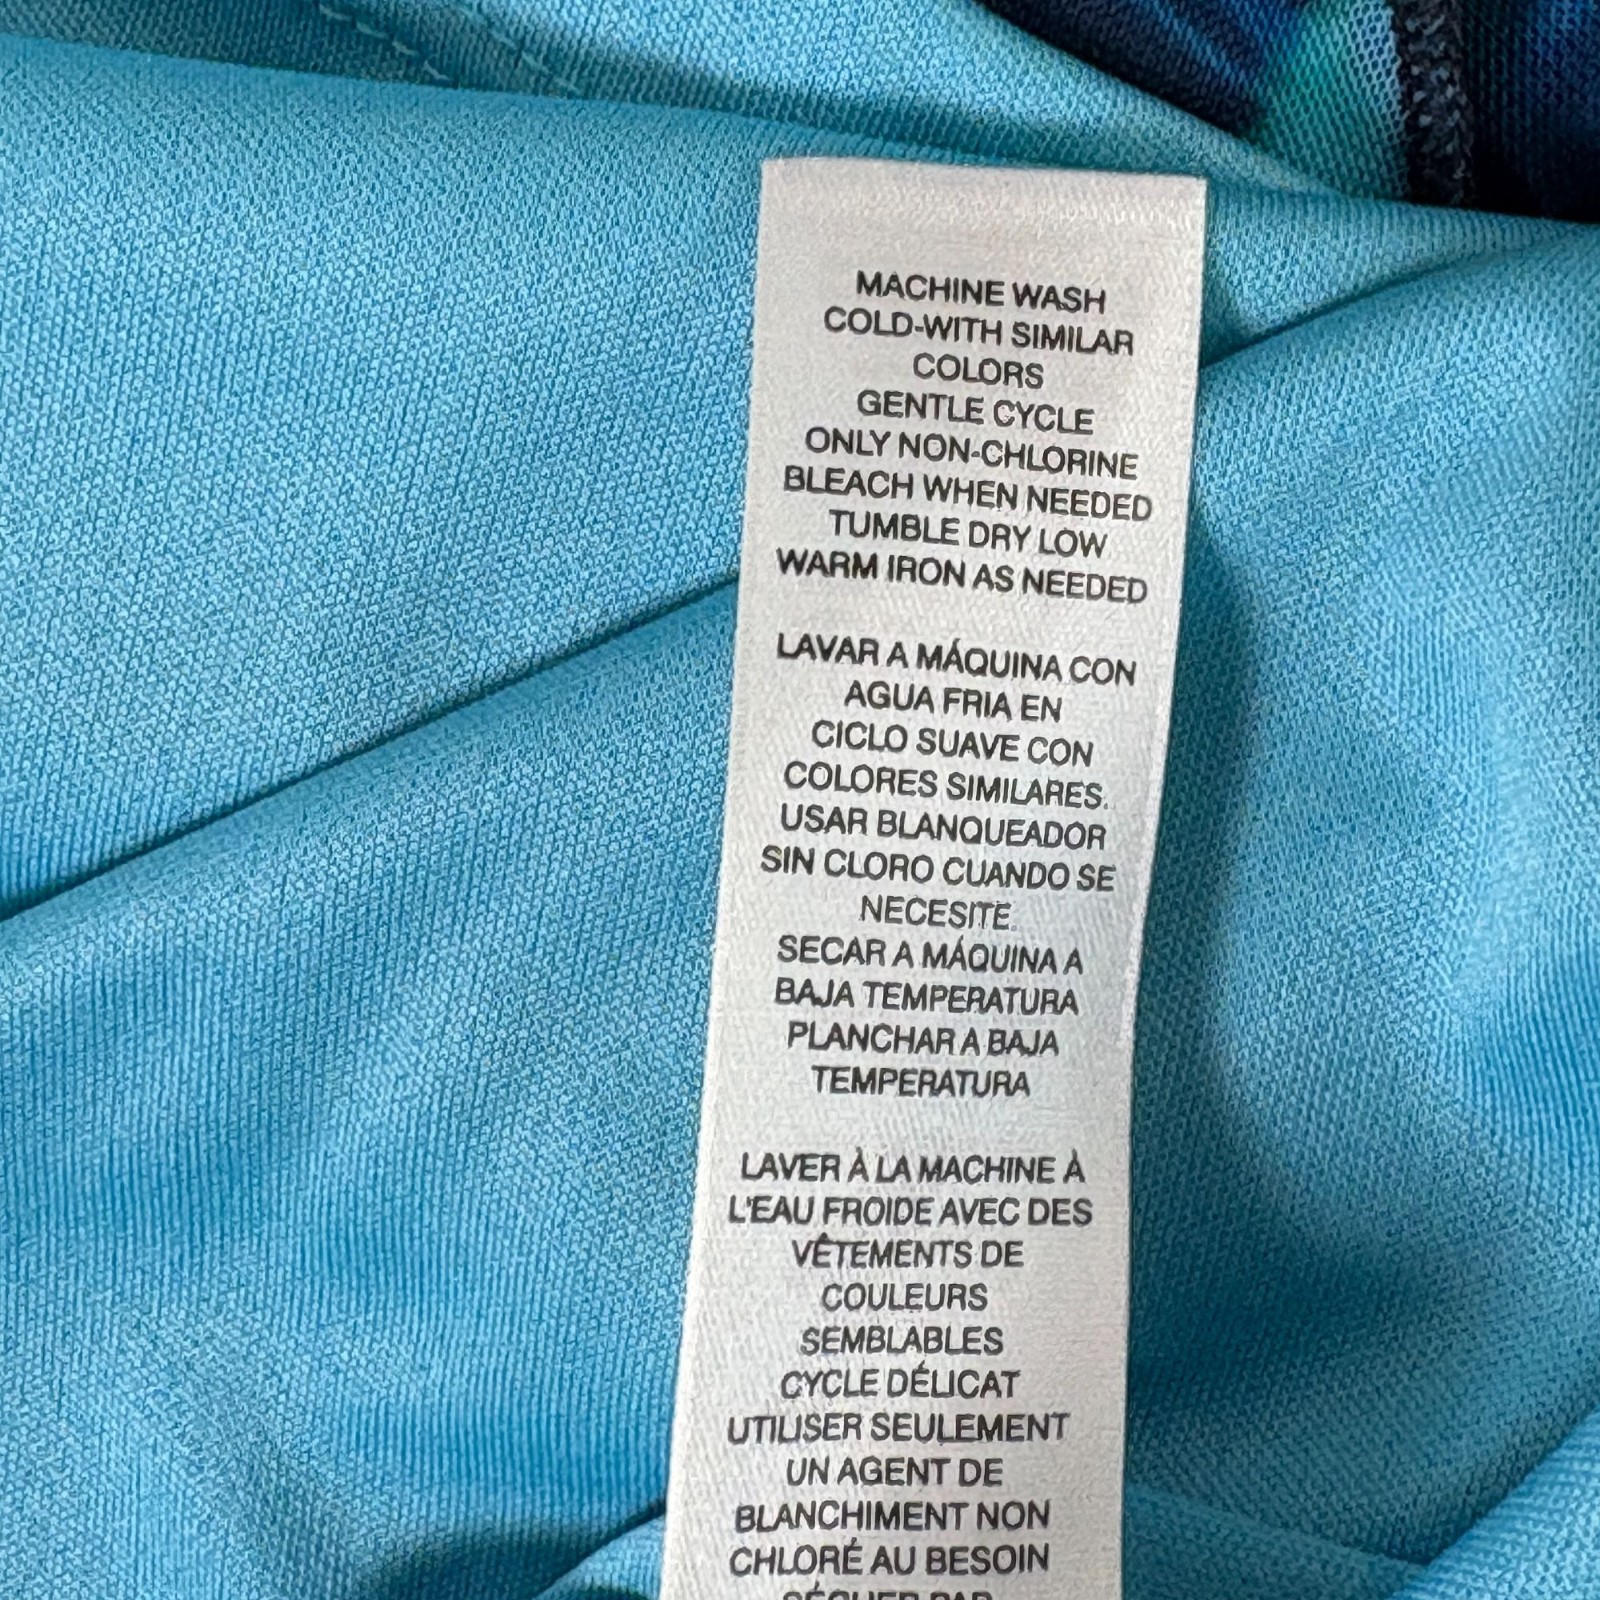 MACHINE WASH
COLD-WITH SIMILAR
COLORS
GENTLE CYCLE
ONLY NON-CHLORINE
BLEACH WHEN NEEDED
TUMBLE DRY LOW
WARM IRON AS NEEDED
LAVAR A MÁQUINA CON
AGUA FRIA EN
CICLO SUAVE CON
COLORES SIMILARES.
USAR BLANQUEADOR
SIN CLORO CUANDO SE
NECESITE.
SECAR A MÁQUINA A
BAJA TEMPERATURA
PLANCHAR A BAJA
TEMPERATURA
LAVER À LA MACHINE À
L'EAU FROIDE AVEC DES
VÊTEMENTS DE
COULEURS
SEMBLABLES
CYCLE DÉLICAT
UTILISER SEULEMENT
UN AGENT DE
BLANCHIMENT NON
CHLORÉ AU BESOIN
SÉCHER PAR